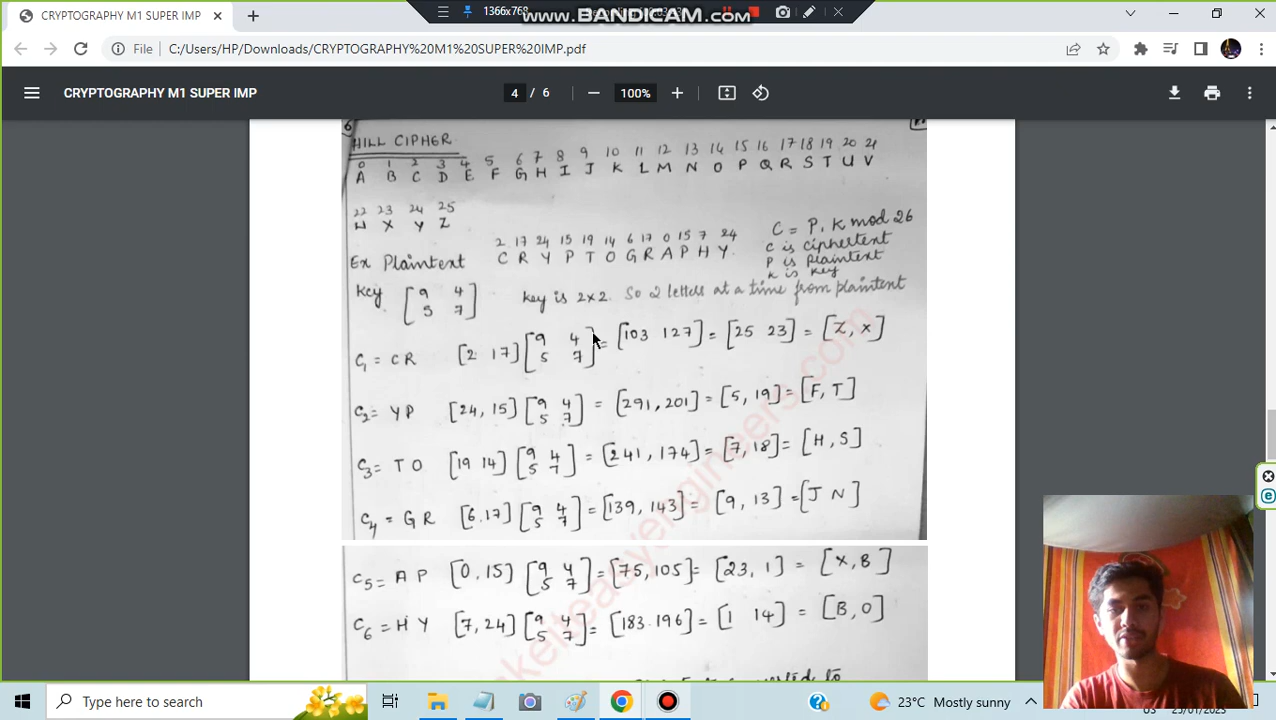 CRYPTOGRAPHY M1 SUPER IMP
1366x768
www.BANDICAM.com
File C:/Users/HP/Downloads/CRYPTOGRAPHY%20M1%20SUPER%20IMP.pdf
CRYPTOGRAPHY M1 SUPER IMP
4 / 6
100%
6
HILL CIPHER
0 1 2 3 4 5 6 7 8 9 10 11 12 13 14 15 16 17 18 19 20 21
A B C D E F G H I J K L M N O P Q R S T U V
22 23 24 25
W X Y Z
C = P. K mod 26
2 17 24 15 19 14 6 17 0 15 7 24
C is ciphertent
Ex Plaintext C R Y P T O G R A P H Y
P is plaintent
K is key
Key [9 4
5 7] key is 2x2. So 2 letters at a time from plaintent
C1 = CR [2 17] [9 4
5 7] = [103 127] = [25 23] = [Z, X]
C2= YP [24, 15] [9 4
5 7] = [291, 201] = [5, 19] = [F, T]
C3= T O [19 14] [9 4
5 7] = [241, 174] = [7, 18] = [H, S]
C4 = G R [6.17] [9 4
5 7] = [139, 143] = [9, 13] = [J N]
C5= A P [0.15] [9 4
5 7] = [75, 105] = [23, 1] = [X, B]
C6 = H Y [7, 24] [9 4
5 7] = [183 196] = [1 14] = [B, O]
Type here to search
23°C Mostly sunny
25/01/2023